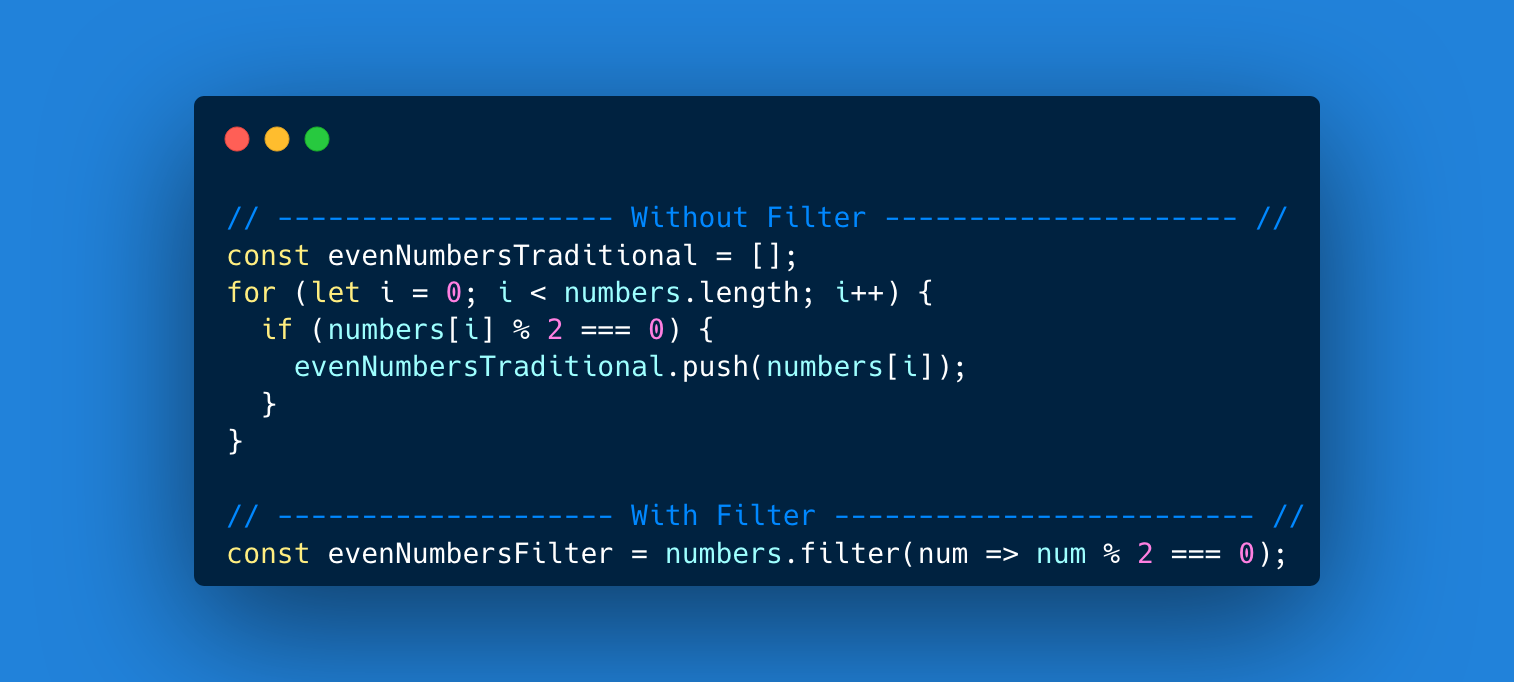 // -------------------- Without Filter --------------------- //
const evenNumbersTraditional = [];
for (let i = 0; i < numbers.length; i++) {
  if (numbers[i] % 2 === 0) {
    evenNumbersTraditional.push(numbers[i]);
  }
}
// -------------------- With Filter ------------------------- //
const evenNumbersFilter = numbers.filter(num => num % 2 === 0);